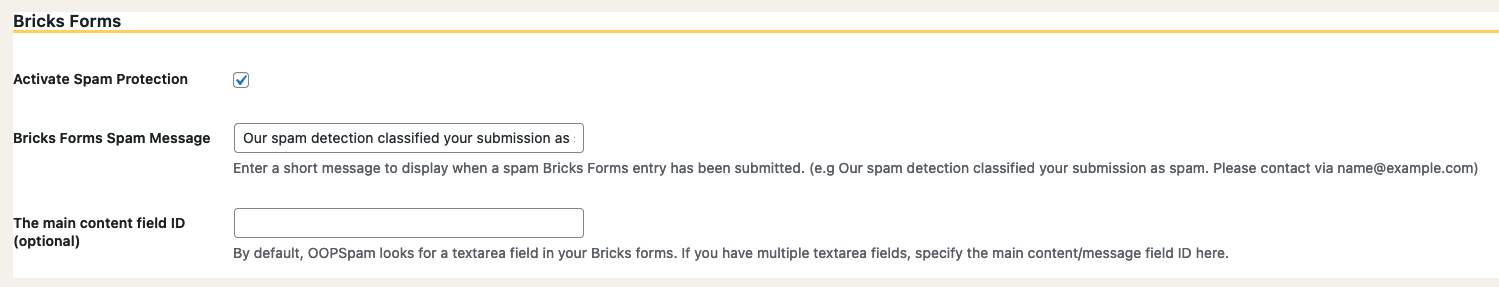 Bricks Forms
Activate Spam Protection
Bricks Forms Spam Message
Our spam detection classified your submission as
Enter a short message to display when a spam Bricks Forms entry has been submitted. (e.g Our spam detection classified your submission as spam. Please contact via name@example.com)
The main content field ID
(optional)
By default, OOPSpam looks for a textarea field in your Bricks forms. If you have multiple textarea fields, specify the main content/message field ID here.